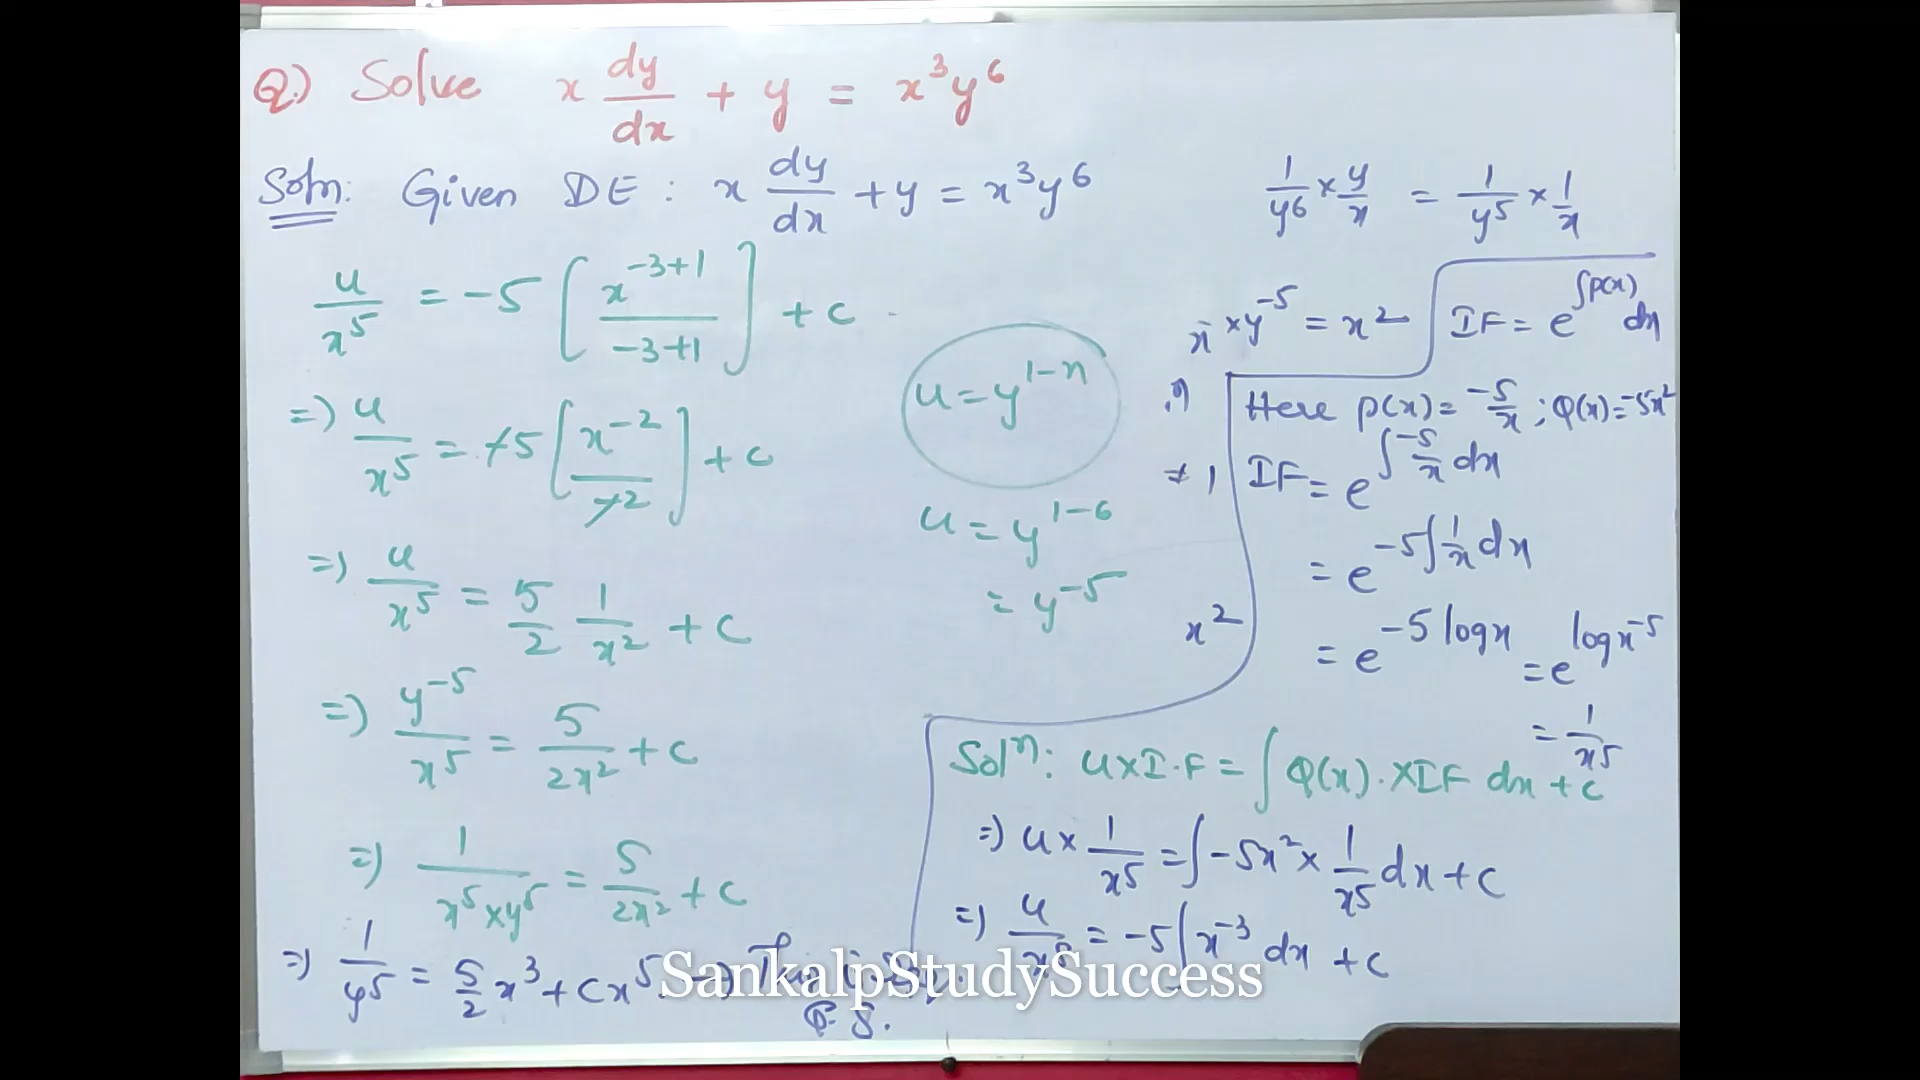 Q.) Solve x dy/dx + y = x³y⁶
Soln: Given DE : x dy/dx + y = x³y⁶
u/x⁵ = -5 [x⁻³⁺¹/-3+1] + c
=) u/x⁵ = -5 [x⁻²/-2] + c
=) u/x⁵ = 5/2 1/x² + c
=) y⁻⁵/x⁵ = 5/2x² + c
=) 1/x⁵×y⁵ = 5/2x² + c
=) 1/y⁵ = 5/2 x³ + cx⁵
G.S.
u = y¹⁻ⁿ
u = y¹⁻⁶
= y⁻⁵
1/y⁶ × y/x = 1/y⁵ × 1/x
× y⁻⁵ = x²
x²
IF = e^∫p(x) dx
Here p(x) = -5/x ; Q(x) = -5x²
IF = e^∫-5/x dx
= e^-5∫1/x dx
= e^-5 log x = e^log x⁻⁵
= 1/x⁵
Solⁿ: u×I.F = ∫Q(x).×IF dx + c
=) u × 1/x⁵ = ∫-5x² × 1/x⁵ dx + c
=) u/x⁵ = -5∫x⁻³ dx + c
SankalpStudySuccess